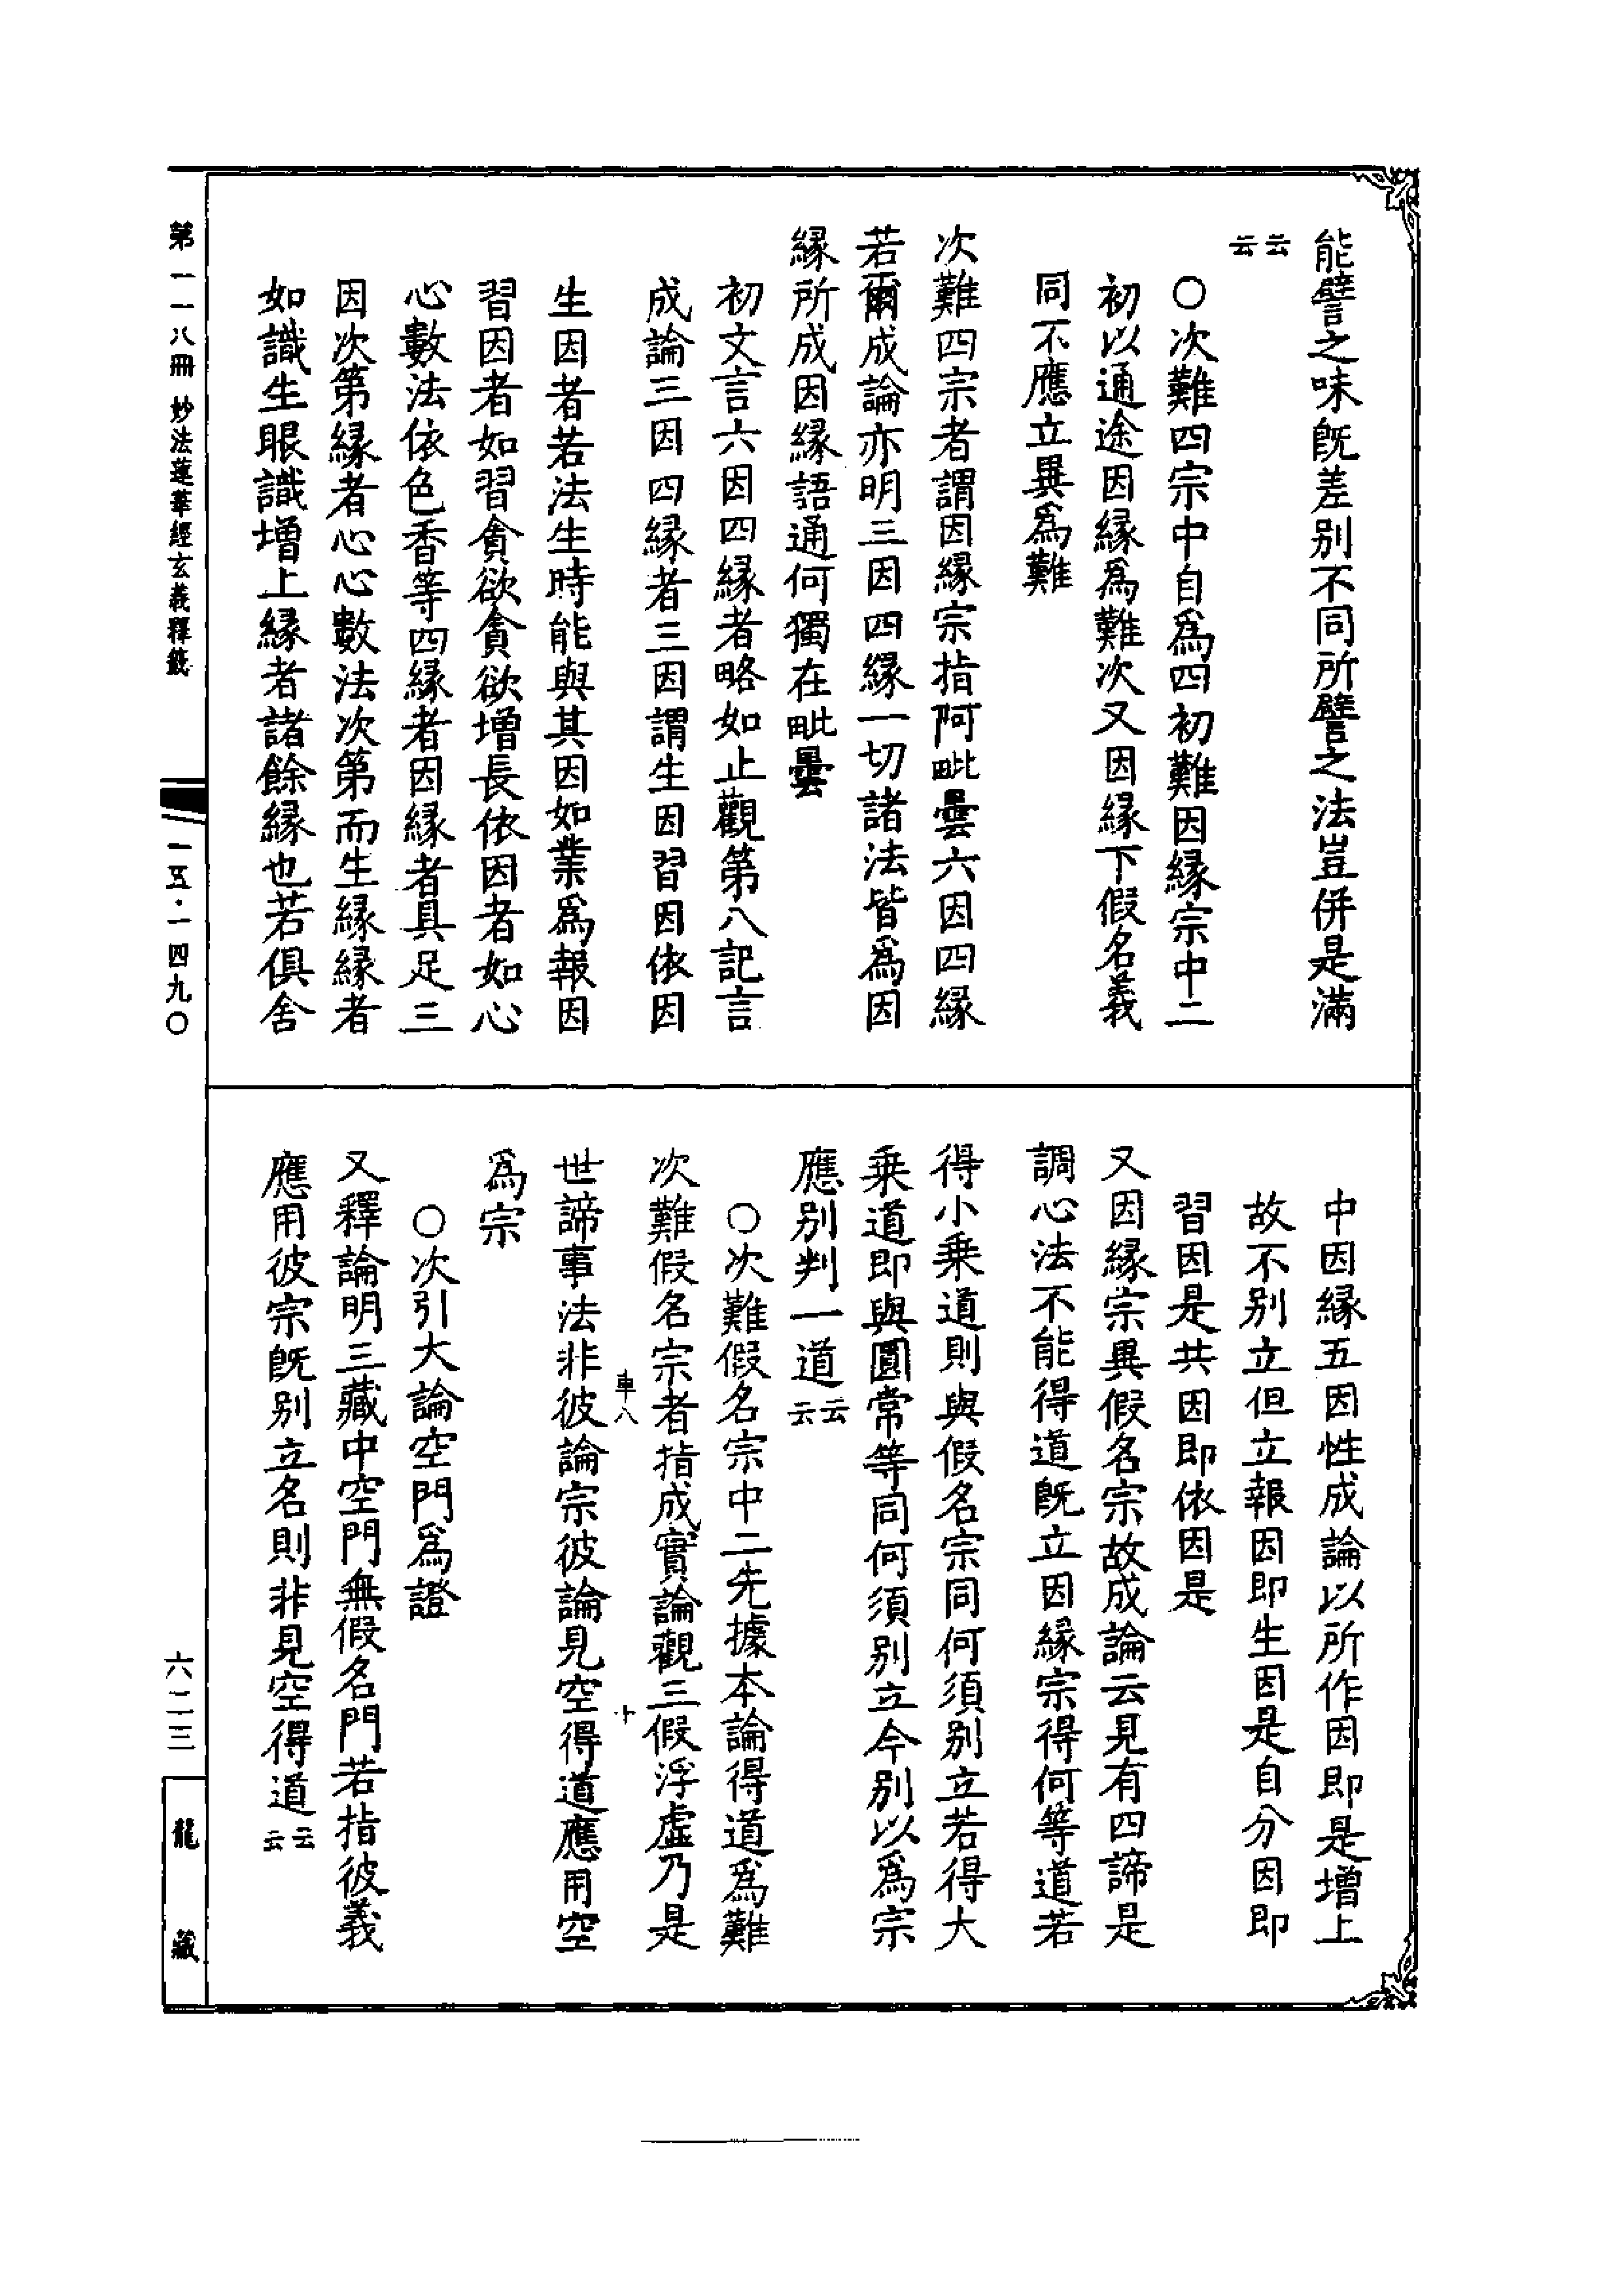 能譬之味既差别不同所譬之法豈併是滿
云云
〇次難四宗中自爲四初難因緣宗中二
初以通途因緣爲難次又因緣下假名義
同不應立異爲難
次難四宗者謂因緣宗指阿毗曇六因四緣
若爾成論亦明三因四緣一切諸法皆爲因
緣所成因緣語通何獨在毗曇
初文言六因四緣者略如止觀第八記言
成論三因四緣者三因謂生因習因依因
生因者若法生時能與其因如業爲報因
習因者如習貪欲貪欲增長依因者如心
心數法依色香等四緣者因緣者具足三
因次第緣者心心數法次第而生緣緣者
如識生眼識增上緣者諸餘緣也若俱舍
中因緣五因性成論以所作因即是增上
故不别立但立報因即生因是自分因即
習因是共因即依因是
又因緣宗異假名宗故成論云見有四諦是
調心法不能得道既立因緣宗得何等道若
得小乘道則與假名宗同何須别立若得大
乘道即與圓常等同何須别立今别以爲宗
應别判一道云云
〇次難假名宗中二先據本論得道爲難
次難假名宗者指成實論觀三假浮虛乃是
車八 十
世諦事法非彼論宗彼論見空得道應用空
爲宗
〇次引大論空門爲證
又釋論明三藏中空門無假名門若指彼義
應用彼宗既别立名則非見空得道云云
第一一八冊 妙法蓮華經玄義釋籤
一五·一四九〇
六二三
龍藏